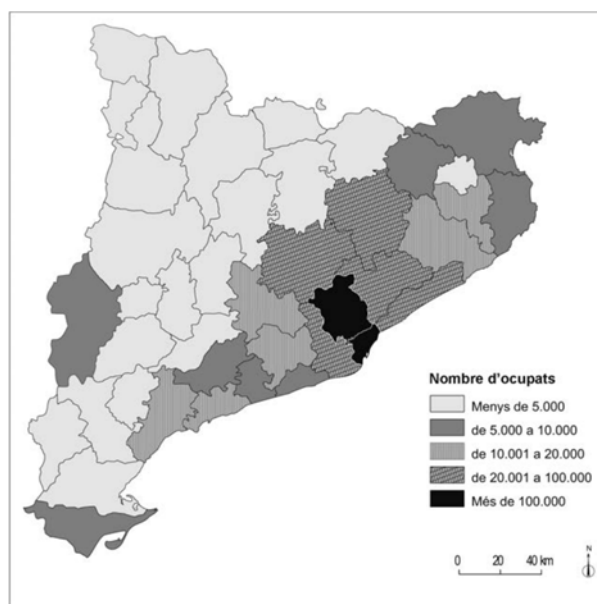 Nombre d'ocupats
Menys de 5.000
de 5.000 a 10.000
de 10.001 a 20.000
de 20.001 a 100.000
Més de 100.000
0 20 40 km
N